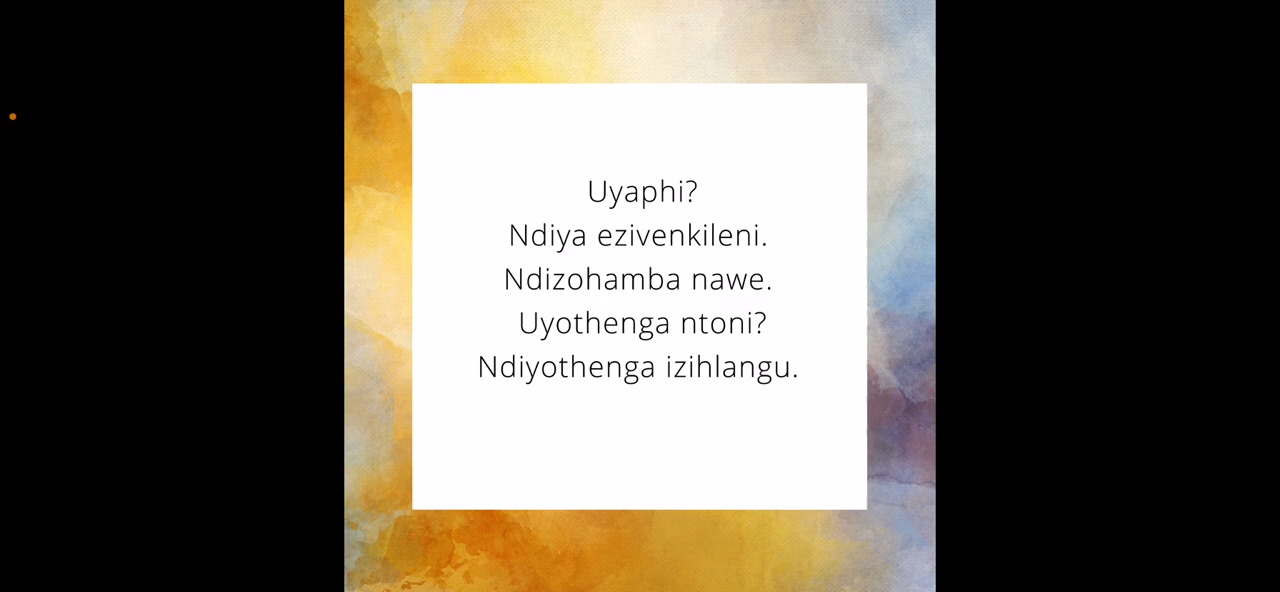 Uyaphi?
Ndiya ezivenkileni.
Ndizohamba nawe.
Uyothenga ntoni?
Ndiyothenga izihlangu.